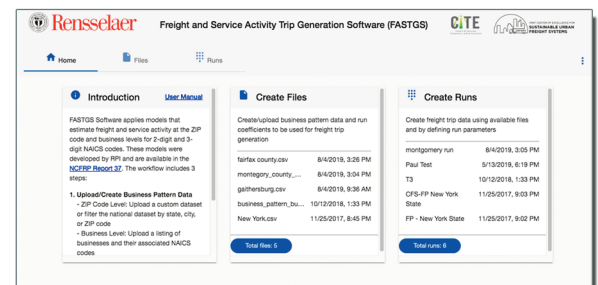 Rensselaer
Freight and Service Activity Trip Generation Software (FASTGS)
CITE
SUSTAINABLE URBAN
FREIGHT SYSTEMS
Home
Files
Runs
Introduction
User Manual
FASTGS Software applies models that
estimate freight and service activity at the ZIP
code and business levels for 2-digit and 3-
digit NAICS codes. These models were
developed by RPI and are available in the
NCFRP Report 37. The workflow includes 3
steps:
1. Upload/Create Business Pattern Data
- ZIP Code Level: Upload a custom dataset
or filter the national dataset by state, city,
or ZIP code
- Business Level: Upload a listing of
businesses and their associated NAICS
codes
Create Files
Create/upload business pattern data and run
coefficients to be used for freight trip
generation
fairfax county.csv 8/4/2019, 3:26 PM
montegory_county_... 8/4/2019, 3:04 PM
gaithersburg.csv 8/4/2019, 9:36 AM
business_pattern_bu... 10/12/2018, 1:33 PM
New York.csv 11/25/2017, 8:45 PM
Total files: 5
Create Runs
Create freight trip data using available files
and by defining run parameters
montgomery run 8/4/2019, 3:05 PM
Paul Test 5/13/2019, 6:19 PM
T3 10/12/2018, 1:33 PM
CFS-FP New York 11/25/2017, 9:03 PM
State
FP - New York State 11/25/2017, 9:02 PM
Total runs: 6